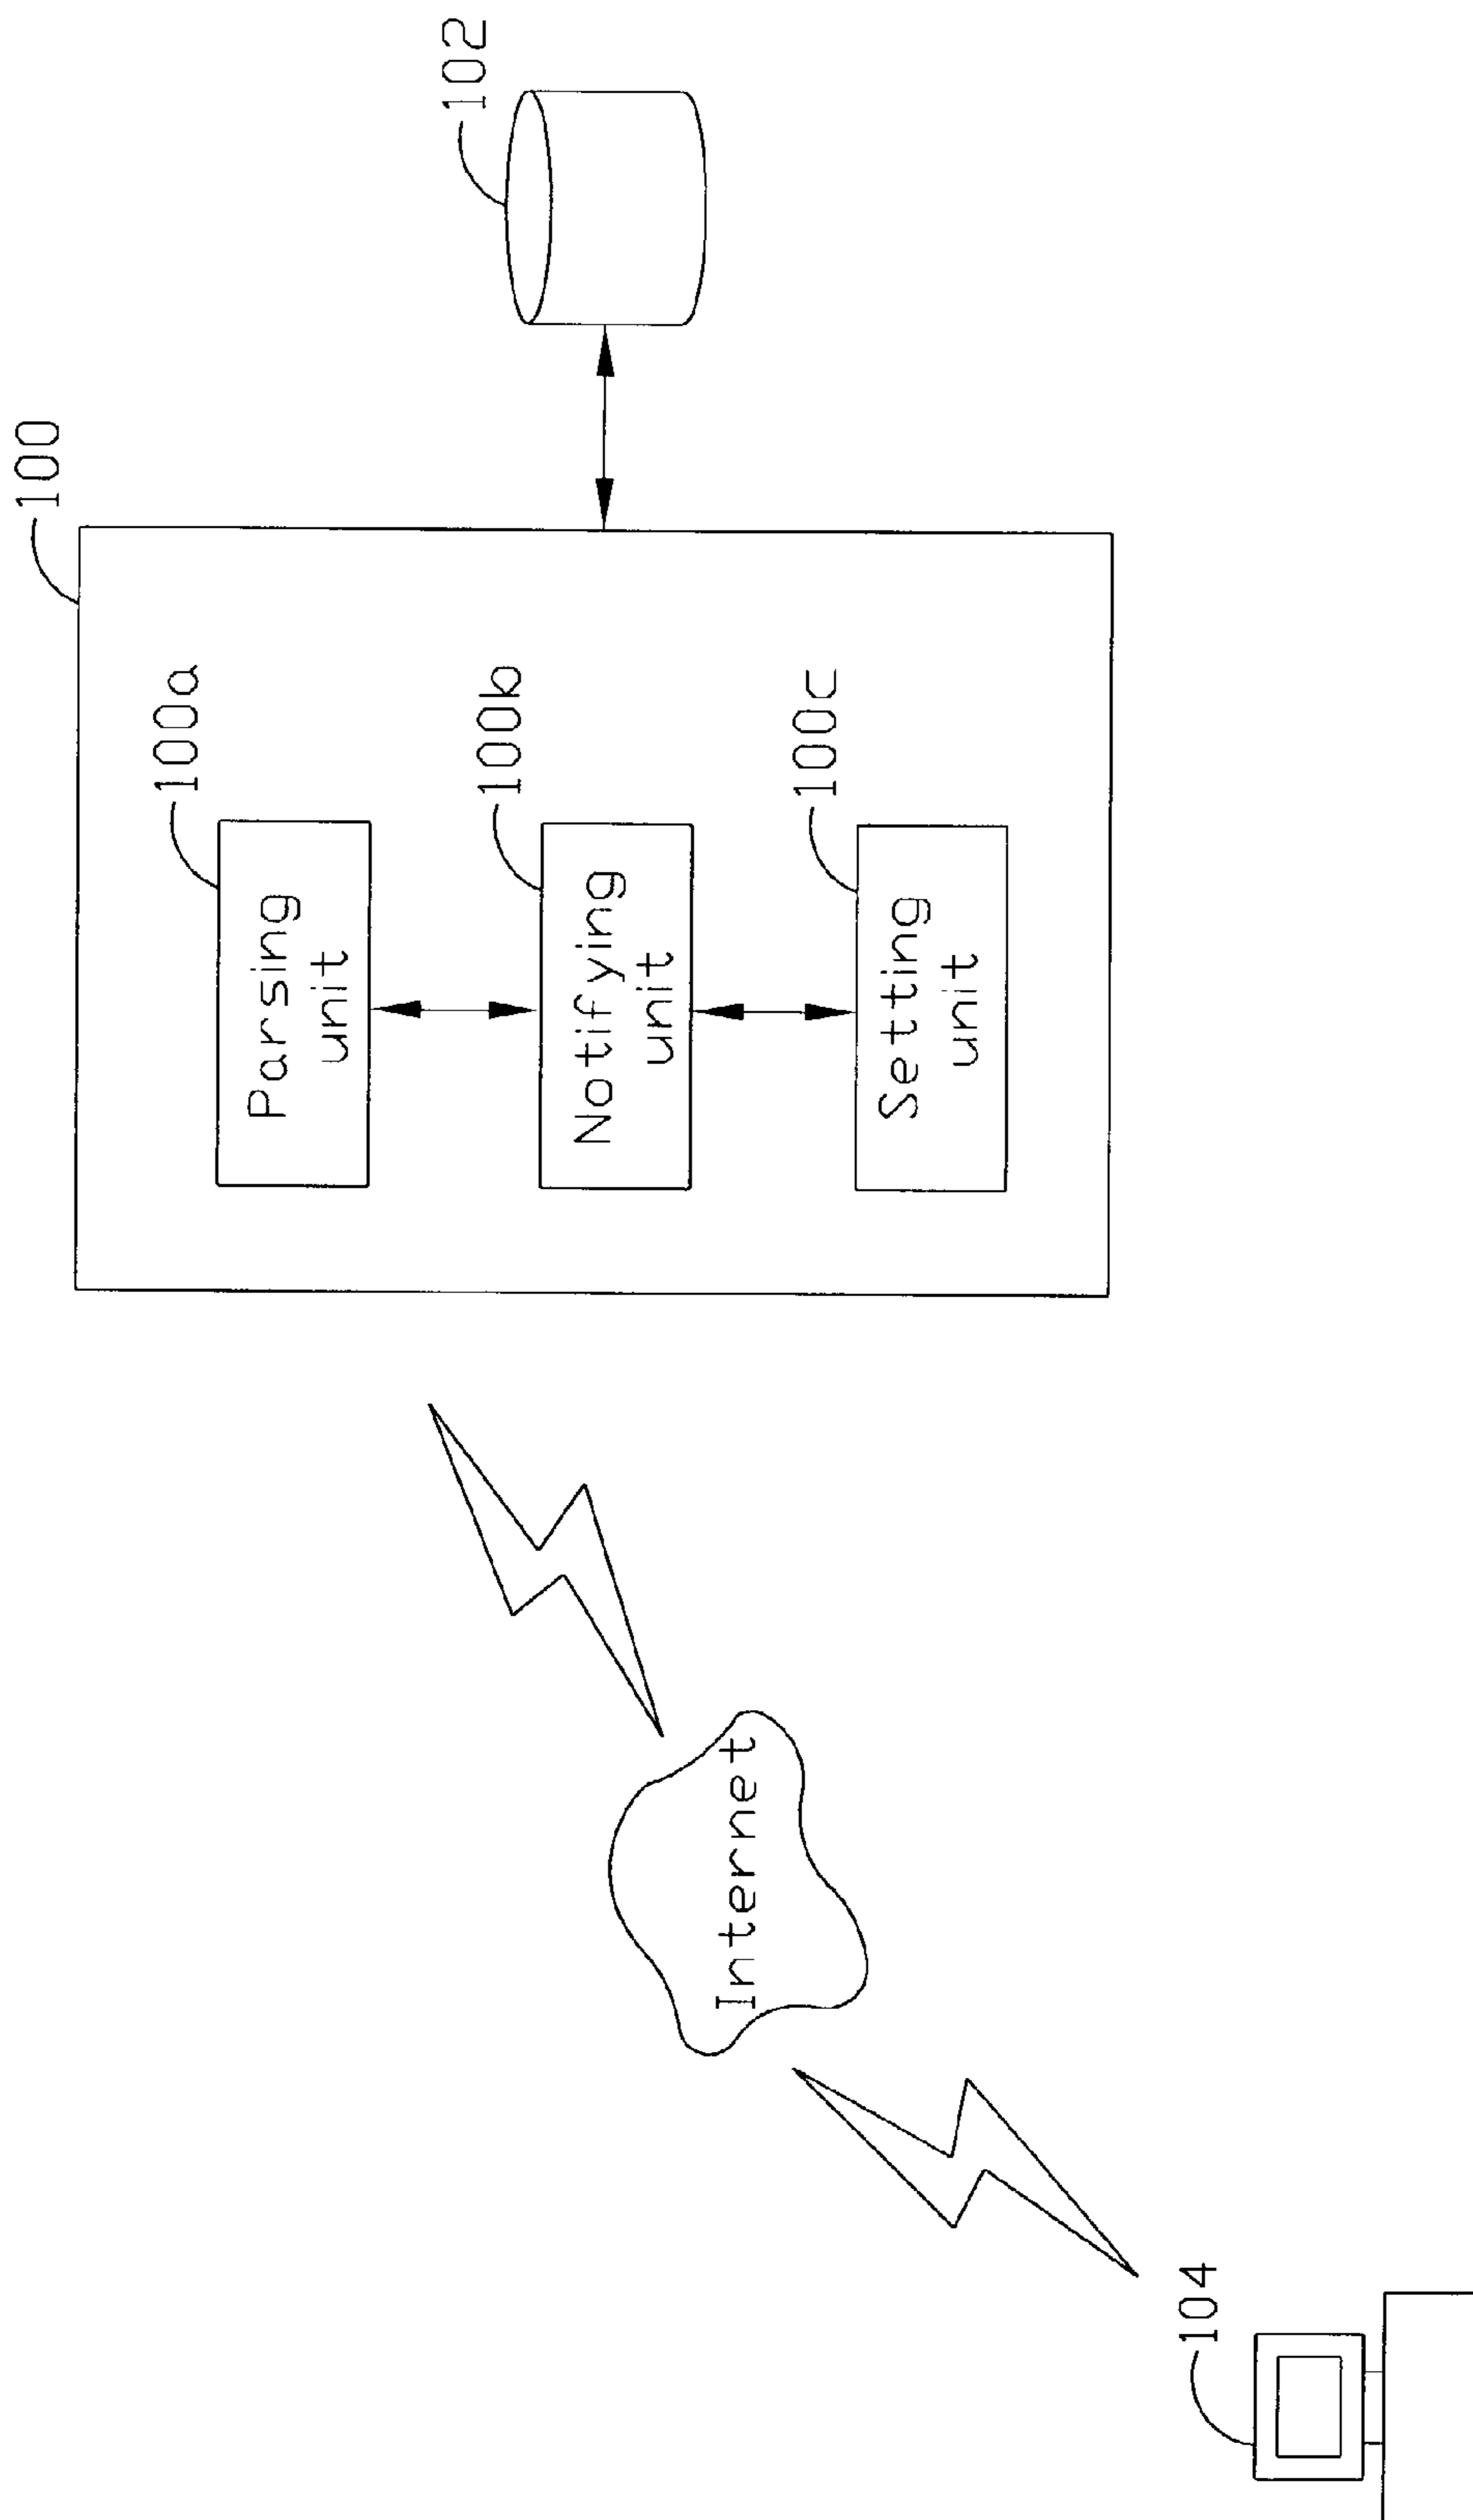 100
102
100a
Parsing
unit
100b
Notifying
unit
100c
Setting
unit
Internet
104